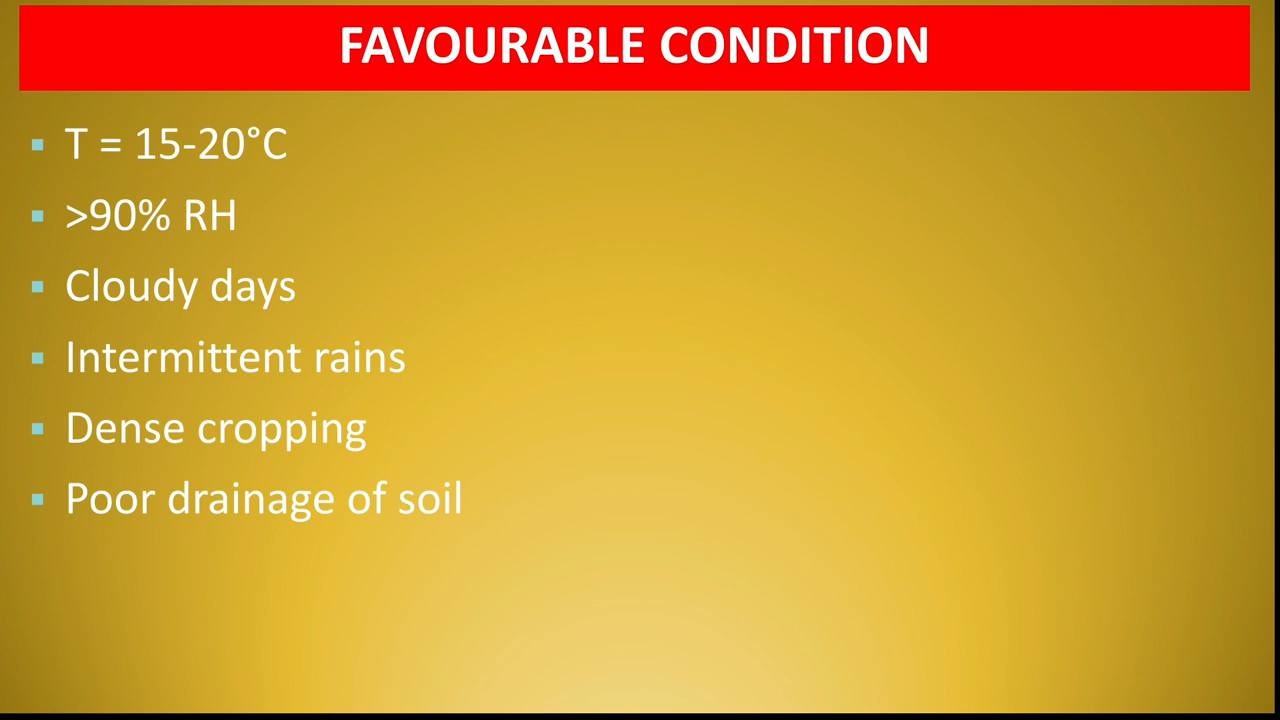 FAVOURABLE CONDITION
▪ T = 15-20°C
▪ >90% RH
▪ Cloudy days
▪ Intermittent rains
▪ Dense cropping
▪ Poor drainage of soil